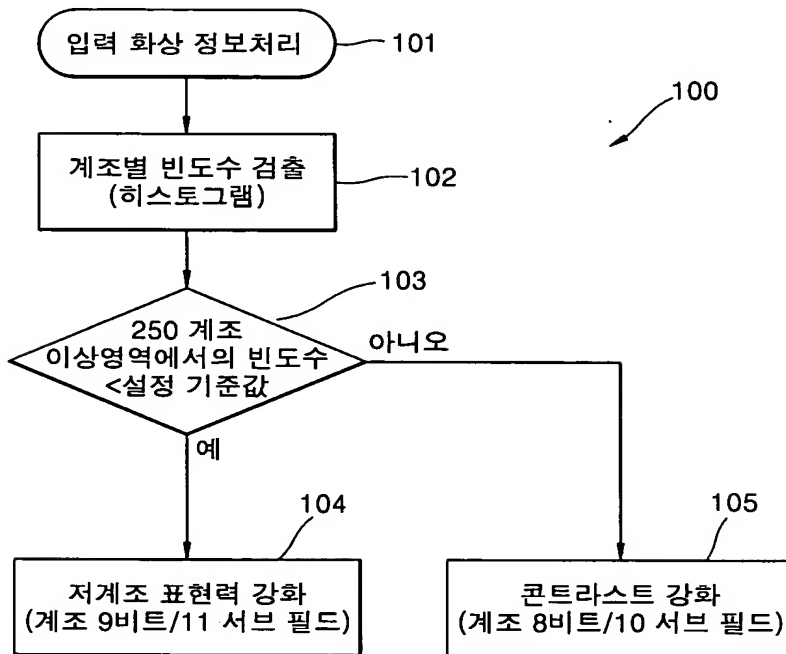 입력 화상 정보처리
101
100
계조별 빈도수 검출
(히스토그램)
102
103
250 계조
이상영역에서의 빈도수
<설정 기준값
아니오
예
104
105
저계조 표현력 강화
(계조 9비트/11 서브 필드)
콘트라스트 강화
(계조 8비트/10 서브 필드)